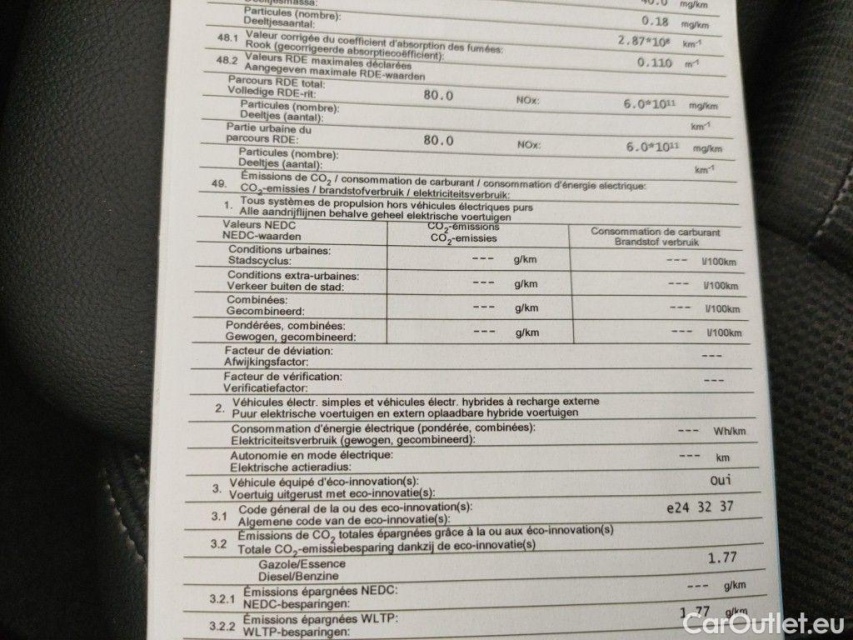 Particules (nombre): 0.18 mg/km
Deeltjesaantal:
48.1 Valeur corrigée du coefficient d'absorption des fumées: 2.87*10⁸ km⁻¹
Rook (gecorrigeerde absorptiecoëfficiënt):
48.2 Valeurs RDE maximales déclarées 0.110 m⁻¹
Aangegeven maximale RDE-waarden
Parcours RDE total:
Volledige RDE-rit: 80.0 NOx: 6.0*10¹¹ mg/km
Particules (nombre):
Deeltjes (aantal): km⁻¹
Partie urbaine du
parcours RDE: 80.0 NOx: 6.0*10¹¹ mg/km
Particules (nombre):
Deeltjes (aantal): km⁻¹
49. Émissions de CO₂ / consommation de carburant / consommation d'énergie electrique:
CO₂-emissies / brandstofverbruik / elektriciteitsverbruik:
1. Tous systèmes de propulsion hors véhicules électriques purs
Alle aandrijflijnen behalve geheel elektrische voertuigen
Valeurs NEDC CO₂-émissions Consommation de carburant
NEDC-waarden CO₂-emissies Brandstof verbruik
Conditions urbaines:
Stadscyclus: --- g/km --- l/100km
Conditions extra-urbaines:
Verkeer buiten de stad: --- g/km --- l/100km
Combinées:
Gecombineerd: --- g/km --- l/100km
Pondérées, combinées:
Gewogen, gecombineerd: --- g/km --- l/100km
Facteur de déviation:
Afwijkingsfactor: ---
Facteur de vérification:
Verificatiefactor: ---
2. Véhicules électr. simples et véhicules électr. hybrides à recharge externe
Puur elektrische voertuigen en extern oplaadbare hybride voertuigen
Consommation d'énergie électrique (pondérée, combinées):
Elektriciteitsverbruik (gewogen, gecombineerd): --- Wh/km
Autonomie en mode électrique:
Elektrische actieradius: --- km
3. Véhicule équipé d'éco-innovation(s): Oui
Voertuig uitgerust met eco-innovatie(s):
3.1 Code géneral de la ou des eco-innovation(s): e24 32 37
Algemene code van de eco-innovatie(s):
3.2 Émissions de CO₂ totales épargnées grâce à la ou aux éco-innovation(s)
Totale CO₂-emissiebesparing dankzij de eco-innovatie(s)
Gazole/Essence 1.77
Diesel/Benzine
3.2.1 Émissions épargnées NEDC: --- g/km
NEDC-besparingen:
3.2.2 Émissions épargnées WLTP: 1.77 g/km
WLTP-besparingen:
CarOutlet.eu